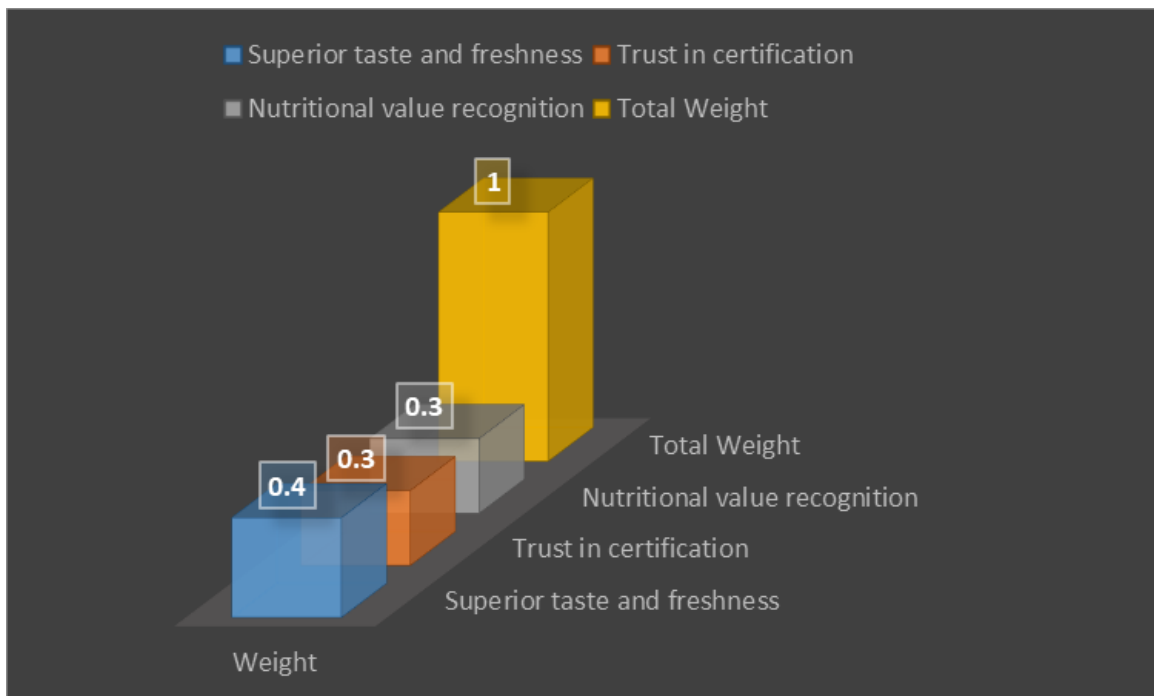 Superior taste and freshness Trust in certification
Nutritional value recognition Total Weight
1
0.3
0.3
0.4
Total Weight
Nutritional value recognition
Trust in certification
Superior taste and freshness
Weight